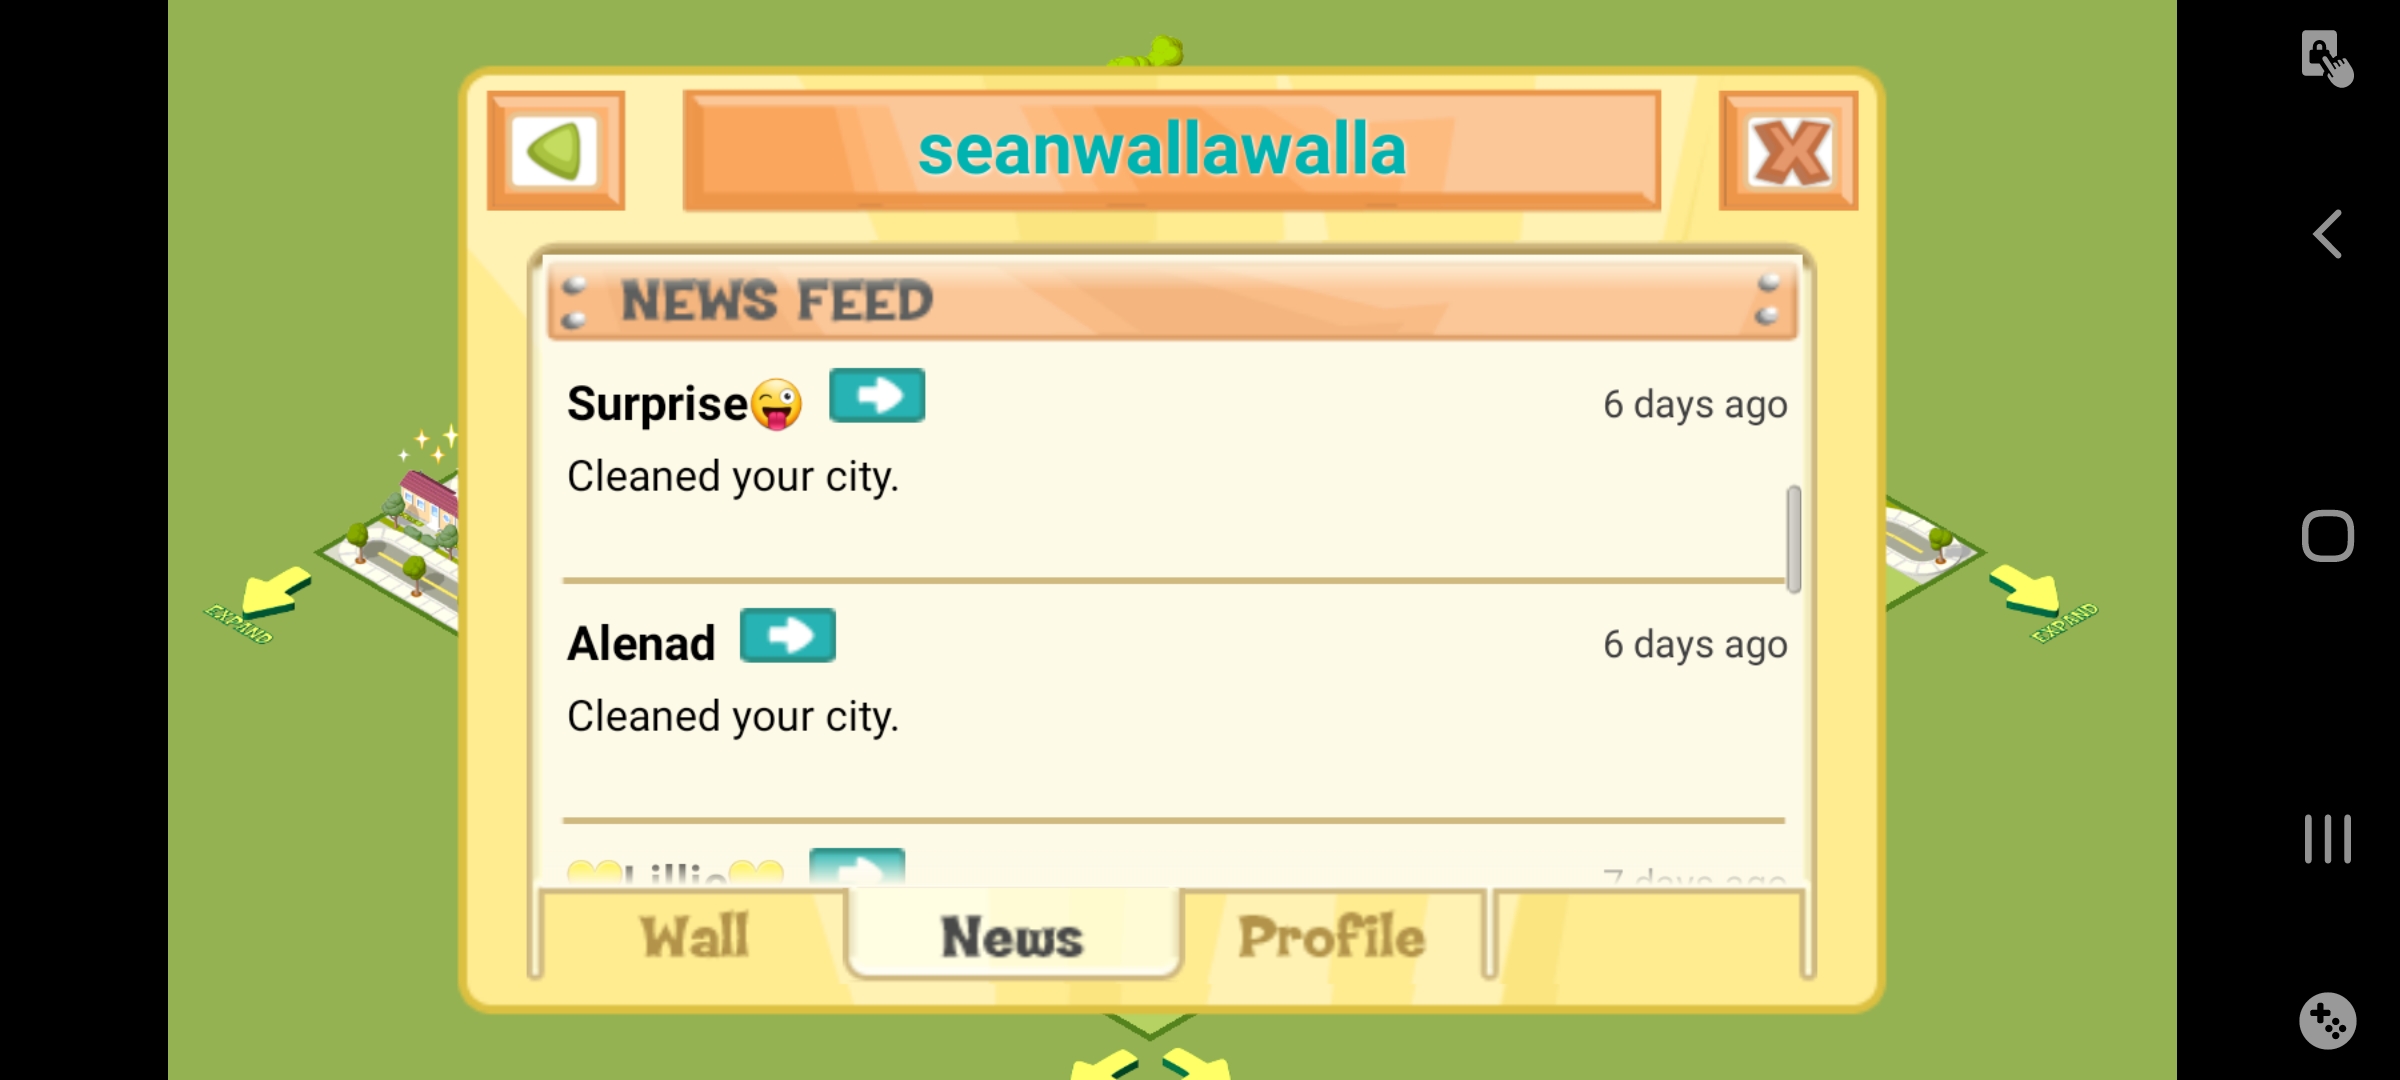 seanwallawalla
NEWS FEED
Surprise😜
6 days ago
Cleaned your city.
Alenad
6 days ago
Cleaned your city.
💛Lillie💛
7 days ago
Wall
News
Profile
EXPAND
EXPAND